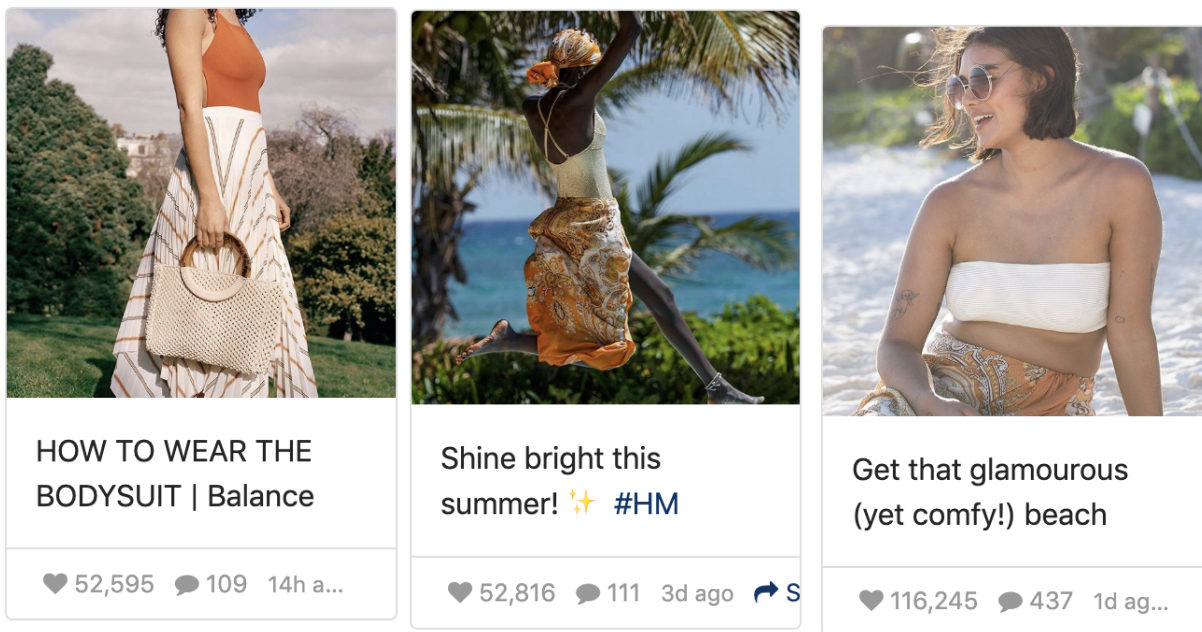 HOW TO WEAR THE
BODYSUIT | Balance
52,595 109 14h a...
Shine bright this
summer! ✨ #HM
52,816 111 3d ago S
Get that glamourous
(yet comfy!) beach
116,245 437 1d ag...